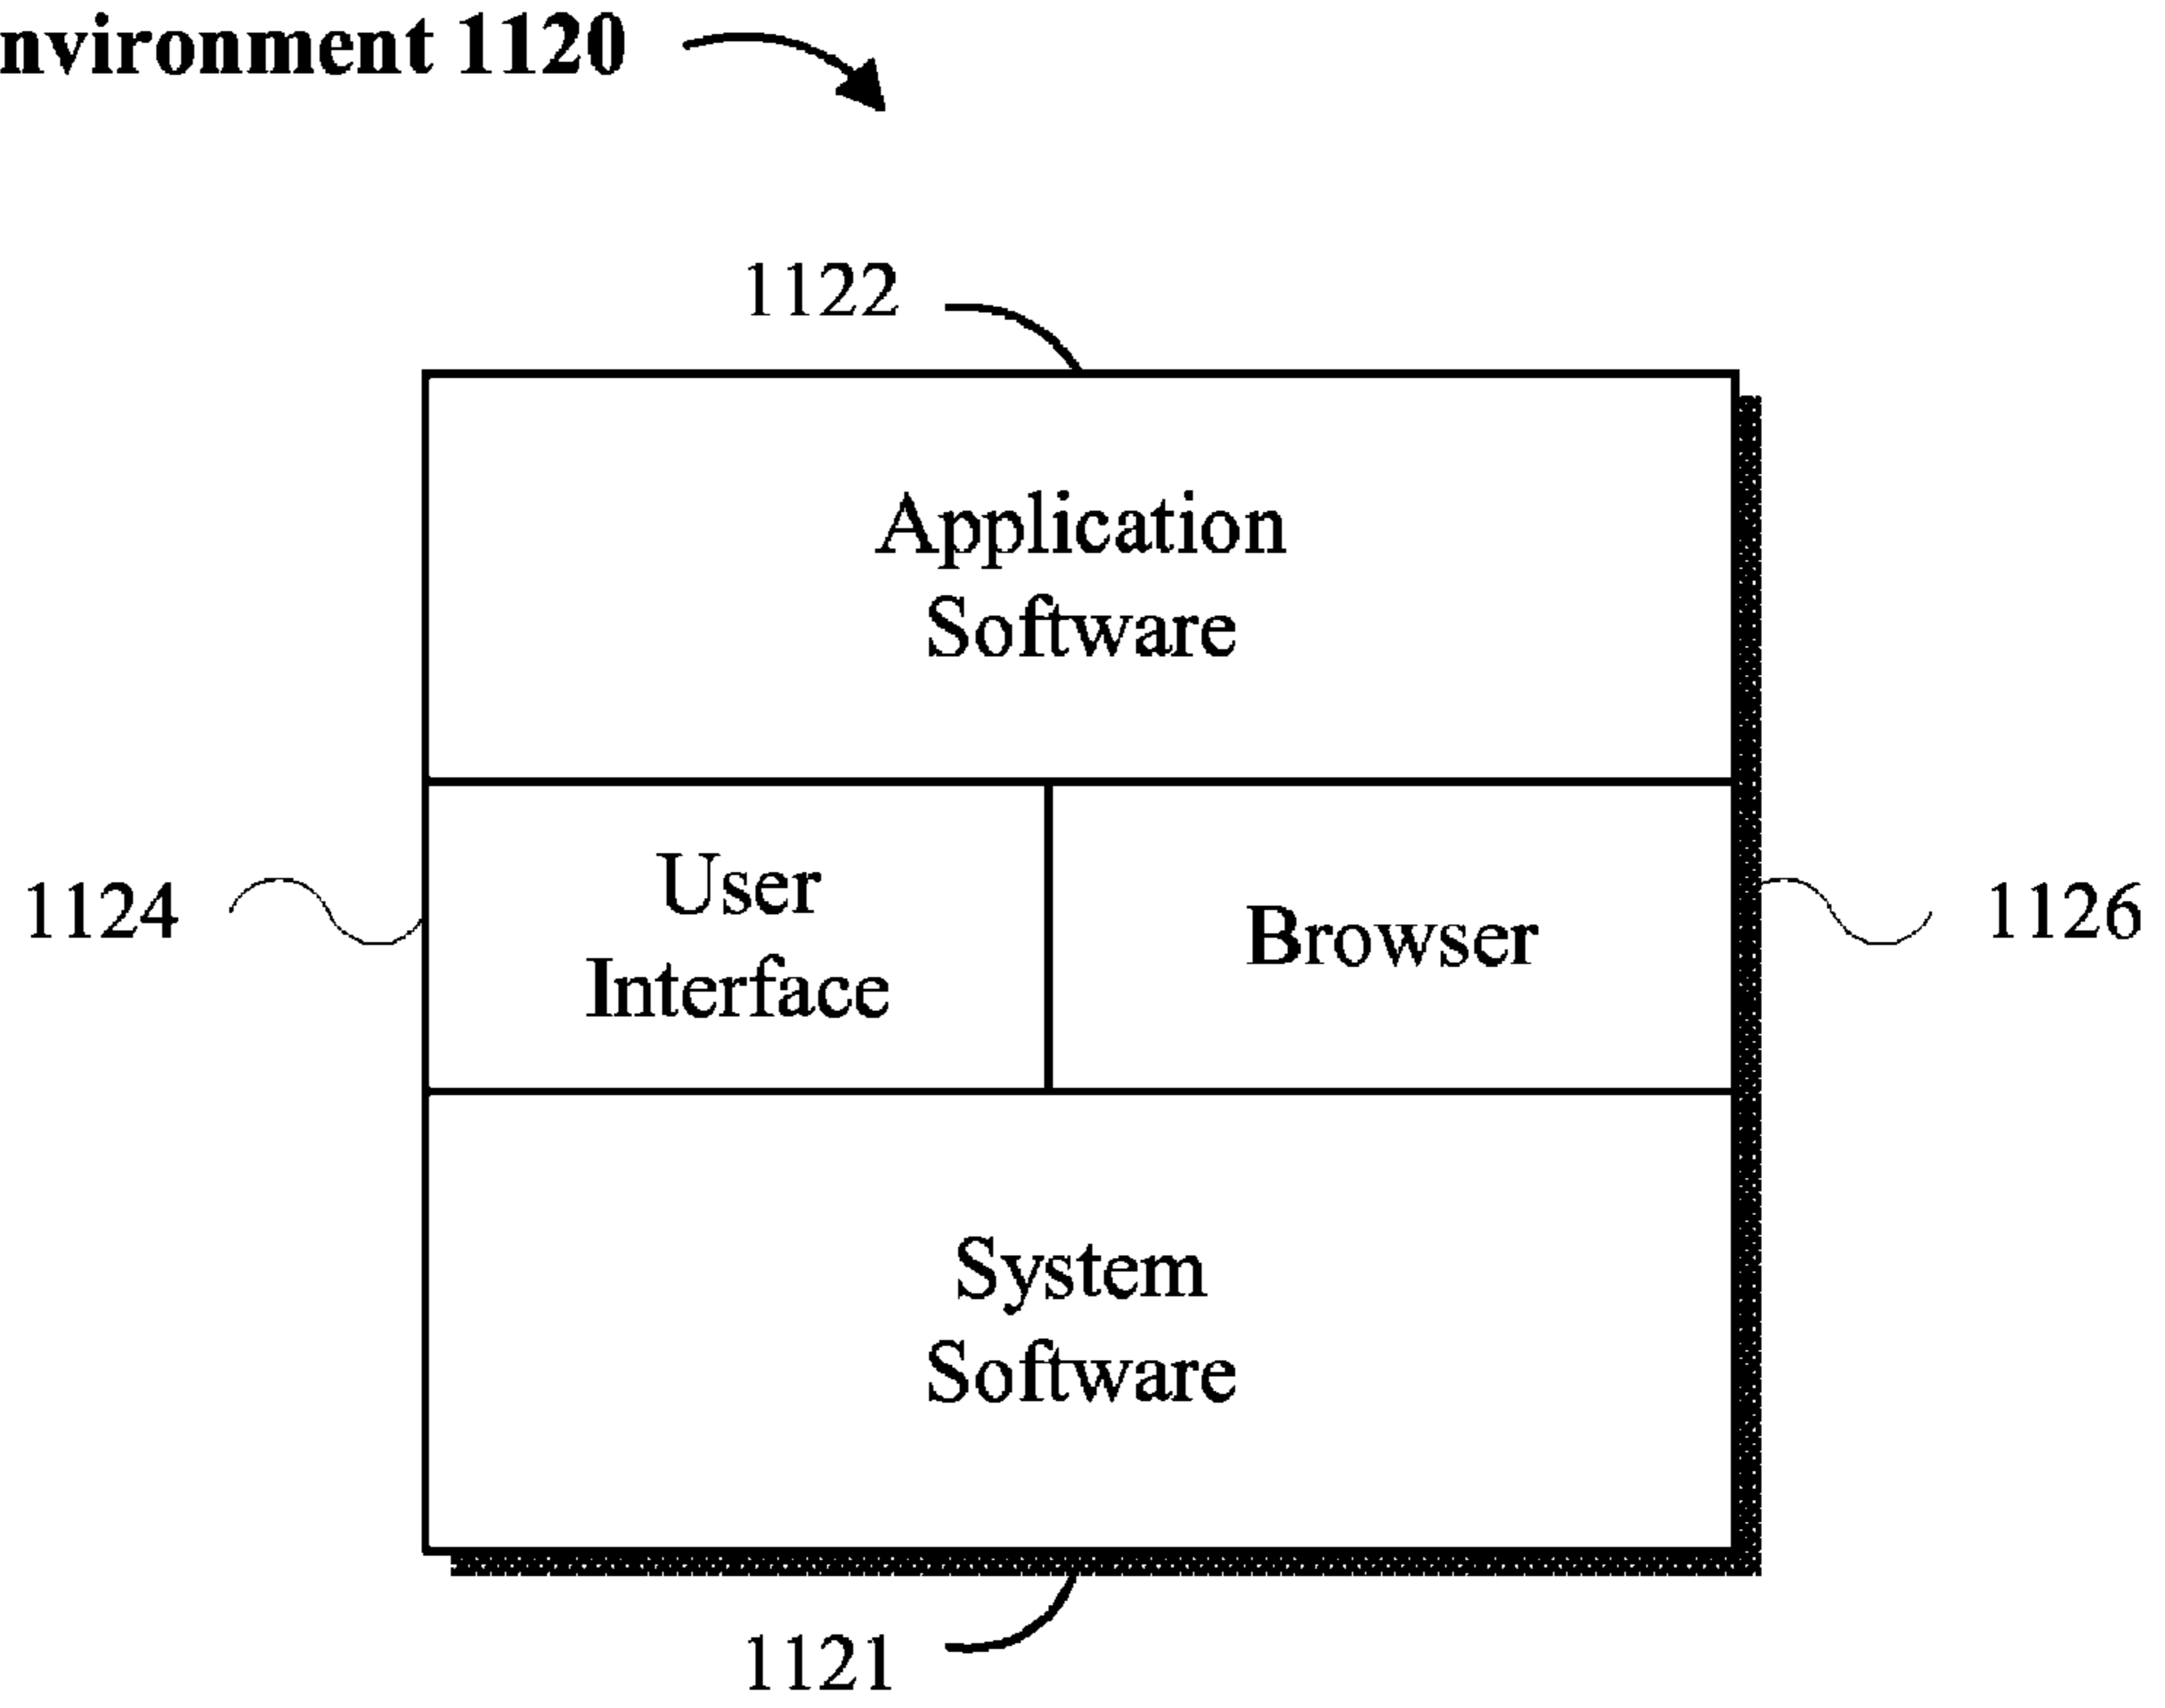 nvironment 1120
1122
Application
Software
1124
User
Interface
Browser
1126
System
Software
1121